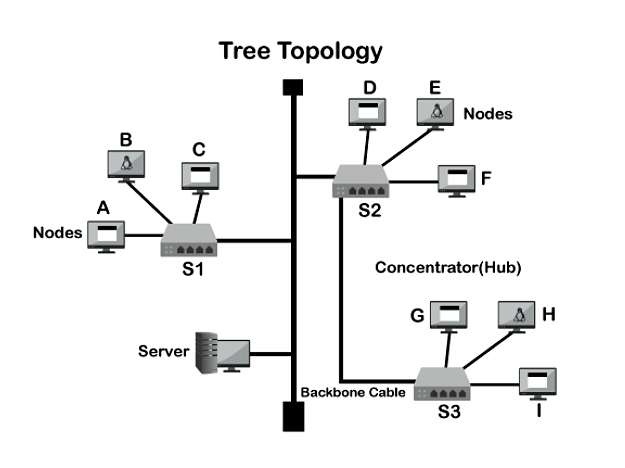 Tree Topology
D
E
Nodes
B
C
F
A
Nodes
S2
S1
Concentrator(Hub)
G
H
Server
Backbone Cable
S3
I